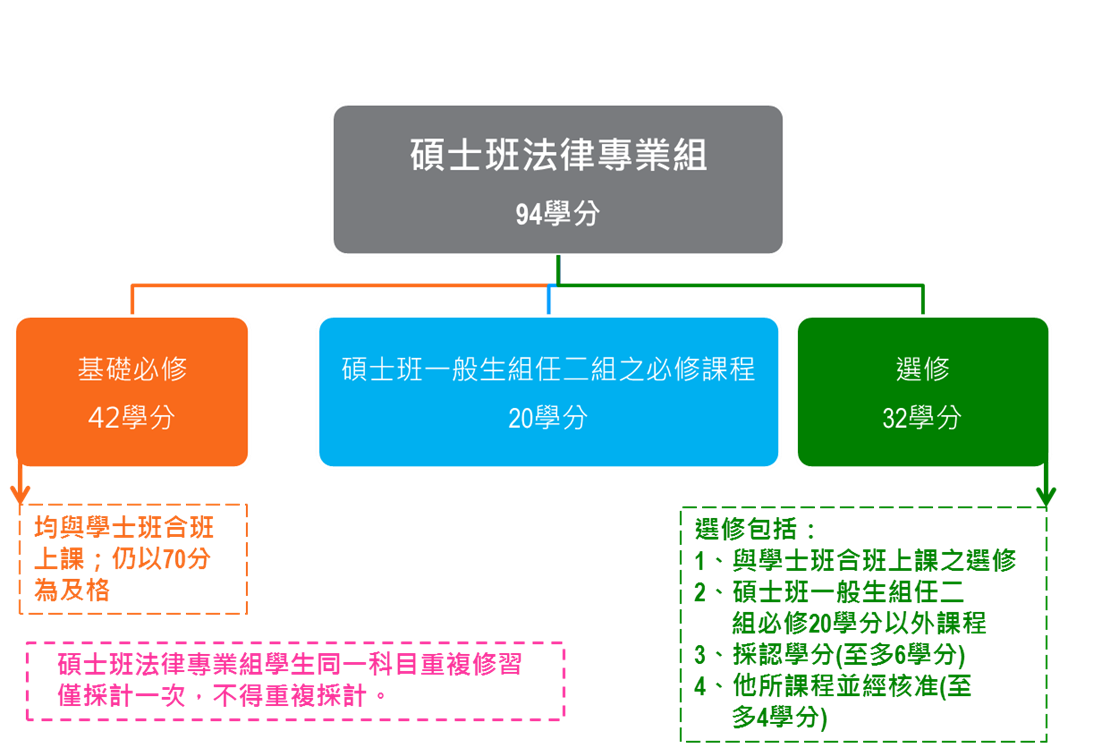 碩士班法律專業組
94學分
基礎必修
42學分
碩士班一般生組任二組之必修課程
20學分
選修
32學分
均與學士班合班
上課；仍以70分
為及格
選修包括：
1、與學士班合班上課之選修
2、碩士班一般生組任二
組必修20學分以外課程
3、採認學分(至多6學分)
4、他所課程並經核准(至
多4學分)
碩士班法律專業組學生同一科目重複修習
僅採計一次，不得重複採計。